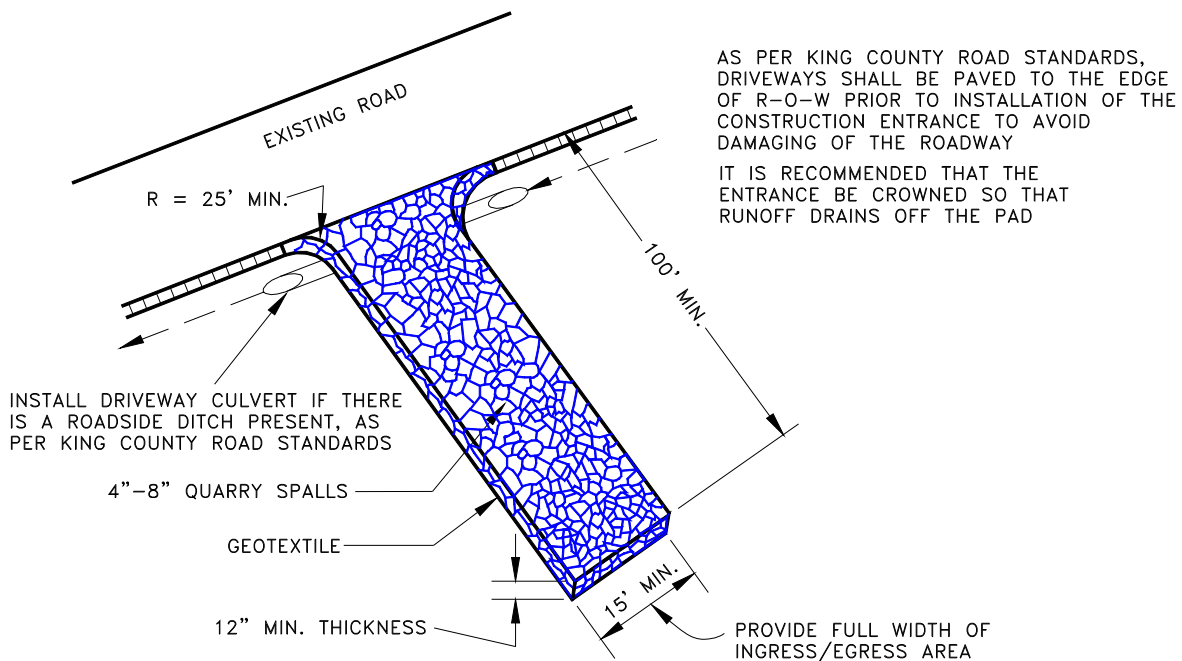 EXISTING ROAD
AS PER KING COUNTY ROAD STANDARDS,
DRIVEWAYS SHALL BE PAVED TO THE EDGE
OF R-O-W PRIOR TO INSTALLATION OF THE
CONSTRUCTION ENTRANCE TO AVOID
DAMAGING OF THE ROADWAY
IT IS RECOMMENDED THAT THE
ENTRANCE BE CROWNED SO THAT
RUNOFF DRAINS OFF THE PAD
R = 25' MIN.
100' MIN.
INSTALL DRIVEWAY CULVERT IF THERE
IS A ROADSIDE DITCH PRESENT, AS
PER KING COUNTY ROAD STANDARDS
4"-8" QUARRY SPALLS
GEOTEXTILE
12" MIN. THICKNESS
15' MIN.
PROVIDE FULL WIDTH OF
INGRESS/EGRESS AREA